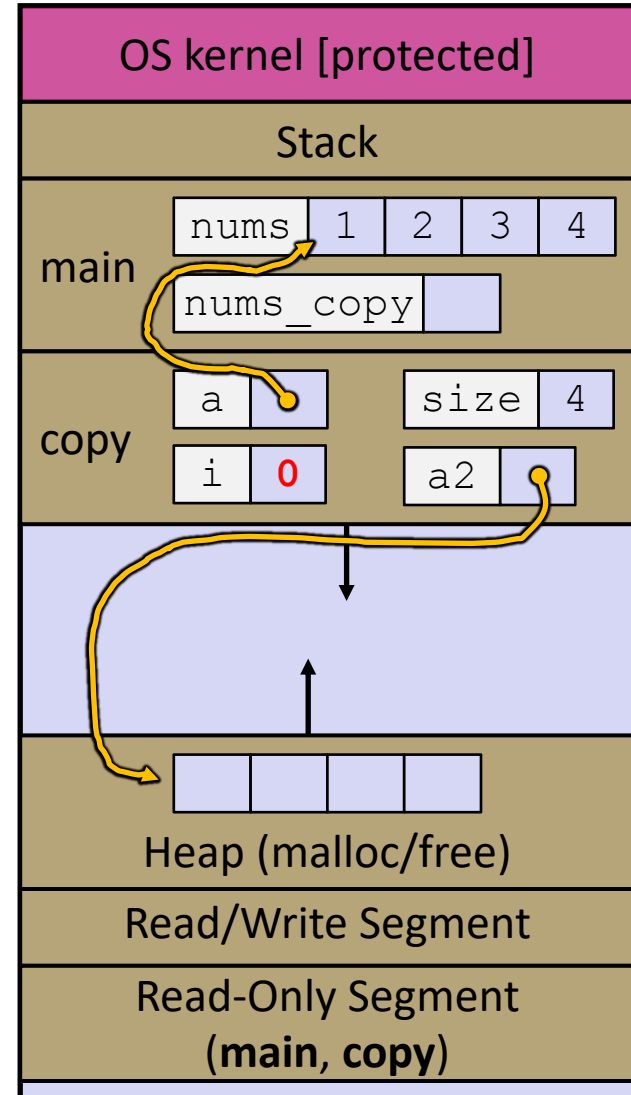 OS kernel [protected]
Stack
main
nums 1 2 3 4
nums_copy
copy
a size 4
i 0 a2
Heap (malloc/free)
Read/Write Segment
Read-Only Segment
(main, copy)